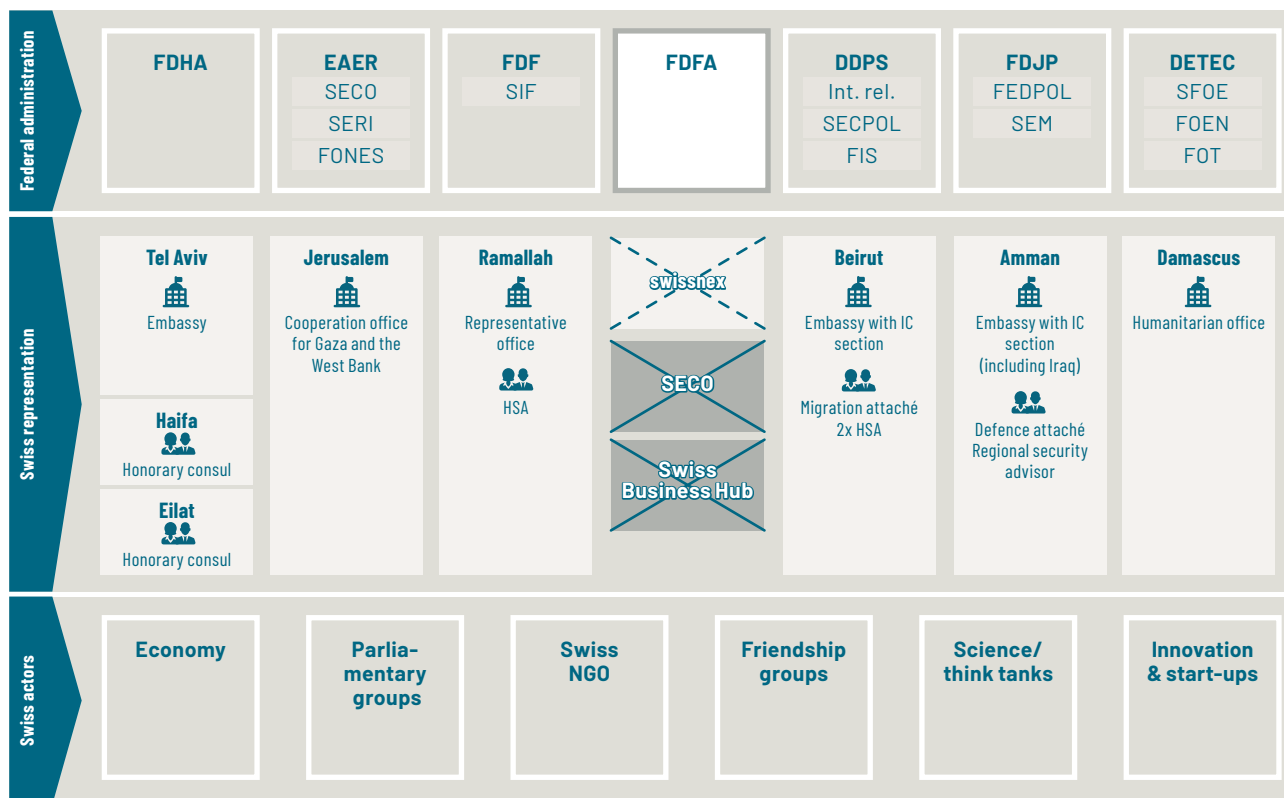 Federal administration
FDHA
EAER
SECO
SERI
FONES
FDF
SIF
FDFA
DDPS
Int. rel.
SECPOL
FIS
FDJP
FEDPOL
SEM
DETEC
SFOE
FOEN
FOT
Swiss representation
Tel Aviv
Embassy
Haifa
Honorary consul
Eilat
Honorary consul
Jerusalem
Cooperation office
for Gaza and the
West Bank
Ramallah
Representative
office
HSA
swissnex
SECO
Swiss
Business Hub
Beirut
Embassy with IC
section
Migration attaché
2x HSA
Amman
Embassy with IC
section
(including Iraq)
Defence attaché
Regional security
advisor
Damascus
Humanitarian office
Swiss actors
Economy
Parlia-
mentary
groups
Swiss
NGO
Friendship
groups
Science/
think tanks
Innovation
& start-ups